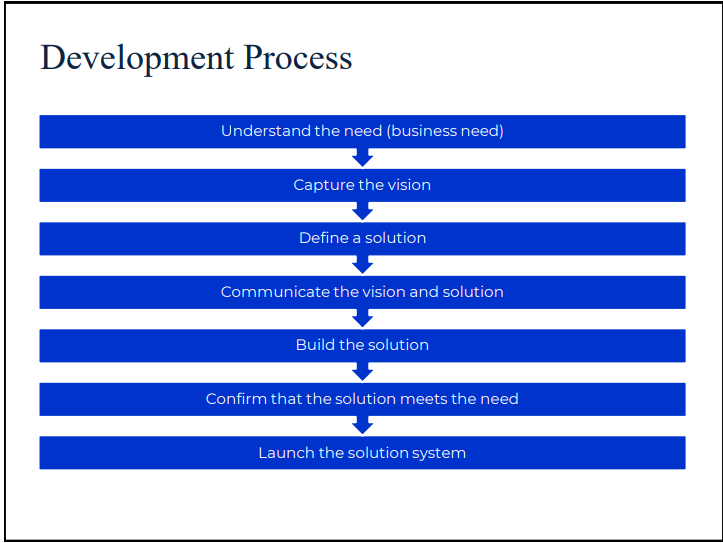 Development Process
Understand the need (business need)
Capture the vision
Define a solution
Communicate the vision and solution
Build the solution
Confirm that the solution meets the need
Launch the solution system